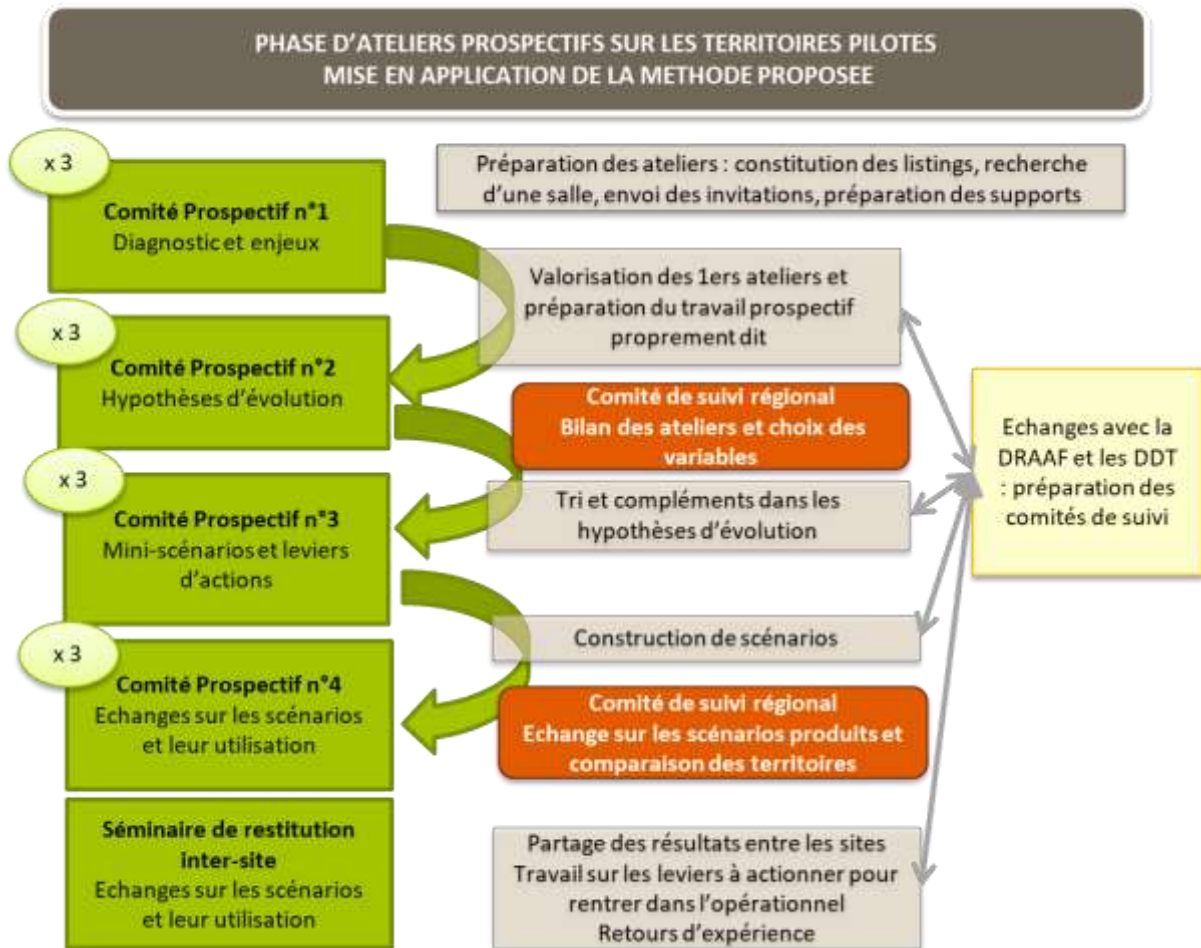 PHASE D'ATELIERS PROSPECTIFS SUR LES TERRITOIRES PILOTES
MISE EN APPLICATION DE LA METHODE PROPOSEE
x 3
Comité Prospectif n°1
Diagnostic et enjeux
Préparation des ateliers : constitution des listings, recherche
d'une salle, envoi des invitations, préparation des supports
Valorisation des 1ers ateliers et
préparation du travail prospectif
proprement dit
x 3
Comité Prospectif n°2
Hypothèses d'évolution
Comité de suivi régional
Bilan des ateliers et choix des
variables
Echanges avec la
DRAAF et les DDT
: préparation des
comités de suivi
x 3
Comité Prospectif n°3
Mini-scénarios et leviers
d'actions
Tri et compléments dans les
hypothèses d'évolution
Construction de scénarios
x 3
Comité Prospectif n°4
Echanges sur les scénarios
et leur utilisation
Comité de suivi régional
Echange sur les scénarios produits et
comparaison des territoires
Séminaire de restitution
inter-site
Echanges sur les scénarios
et leur utilisation
Partage des résultats entre les sites
Travail sur les leviers à actionner pour
rentrer dans l'opérationnel
Retours d'expérience